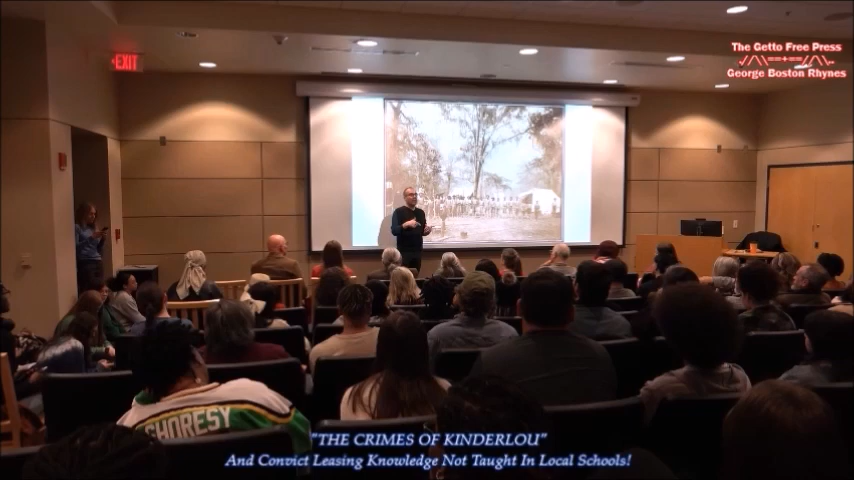 EXIT
The Getto Free Press
George Boston Rhynes
SHORESY
"THE CRIMES OF KINDERLOU"
And Convict Leasing Knowledge Not Taught In Local Schools!